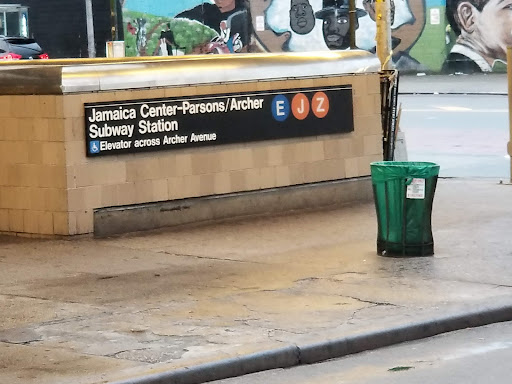 Jamaica Center-Parsons/Archer E J Z
Subway Station
Elevator across Archer Avenue